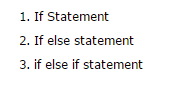 1. If Statement
2. If else statement
3. if else if statement